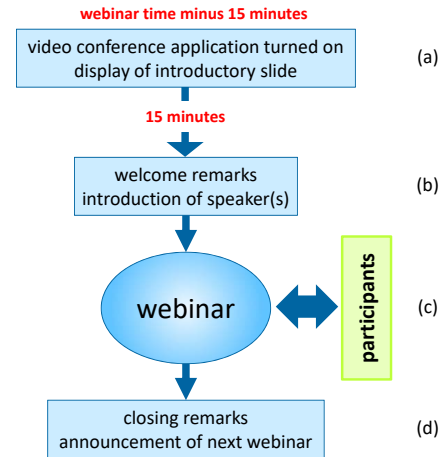 webinar time minus 15 minutes
video conference application turned on
display of introductory slide
(a)
15 minutes
welcome remarks
introduction of speaker(s)
(b)
webinar
participants
(c)
closing remarks
announcement of next webinar
(d)